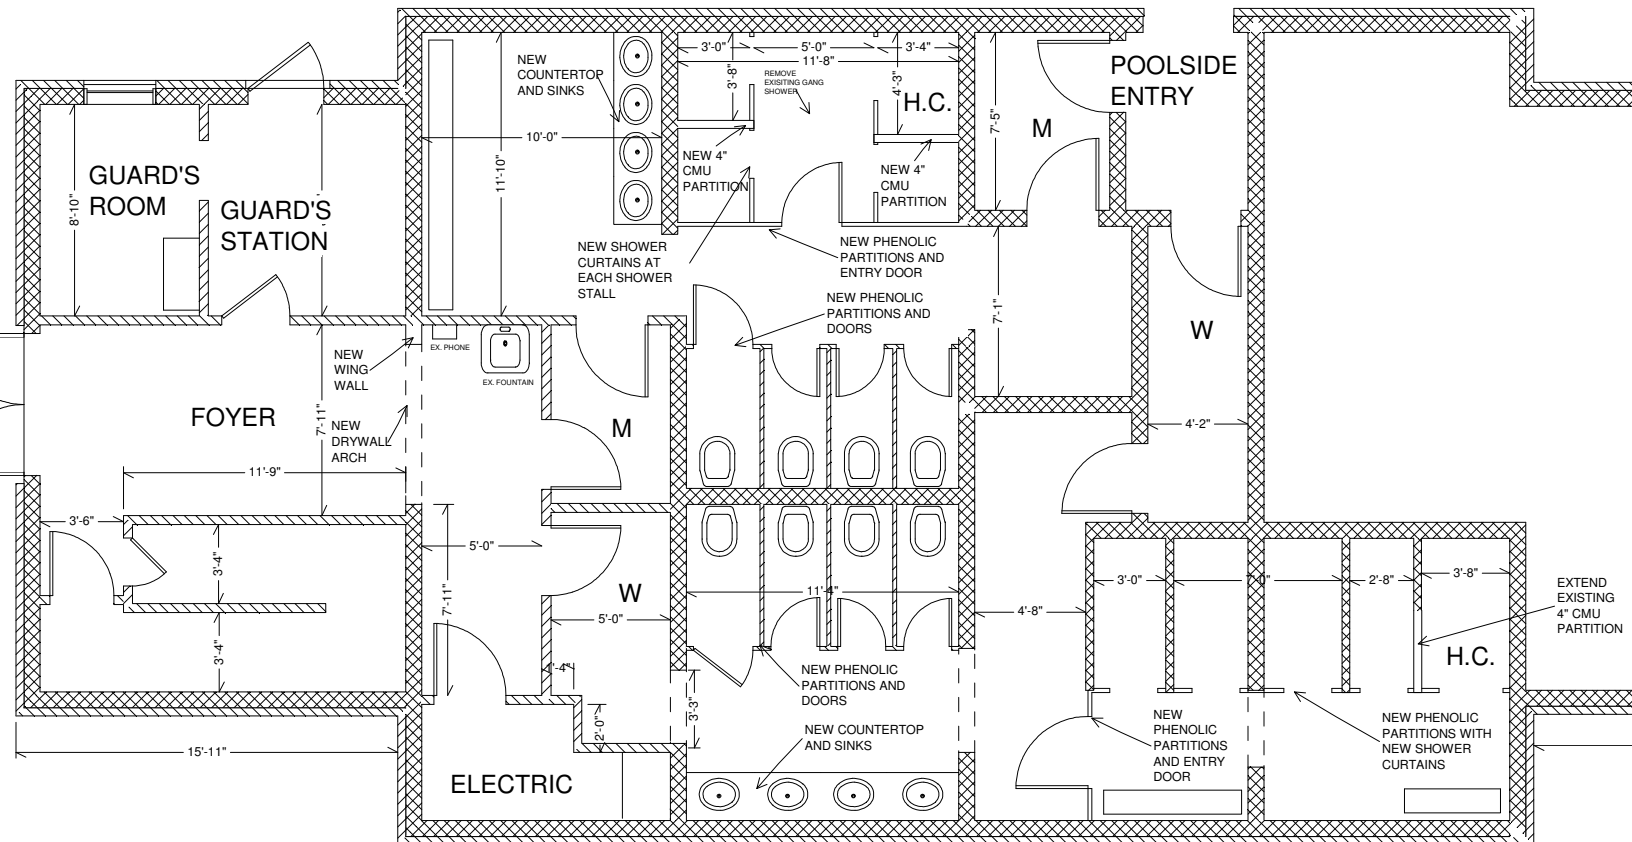 NEW
COUNTERTOP
AND SINKS
3'-0"
5'-0"
3'-4"
11'-8"
REMOVE
EXISITING GANG
SHOWER
3'-8"
4'-3"
H.C.
POOLSIDE
ENTRY
M
7'-5"
10'-0"
11'-10"
NEW 4"
CMU
PARTITION
NEW 4"
CMU
PARTITION
GUARD'S
ROOM
8'-10"
GUARD'S
STATION
NEW SHOWER
CURTAINS AT
EACH SHOWER
STALL
NEW PHENOLIC
PARTITIONS AND
ENTRY DOOR
NEW PHENOLIC
PARTITIONS AND
DOORS
7'-1"
W
EX. PHONE
EX. FOUNTAIN
NEW
WING
WALL
FOYER
7'-11"
NEW
DRYWALL
ARCH
M
4'-2"
11'-9"
3'-6"
3'-4"
5'-0"
7'-11"
W
5'-0"
11'-4"
4'-8"
3'-0"
7'-0"
2'-8"
3'-8"
EXTEND
EXISTING
4" CMU
PARTITION
H.C.
3'-4"
1'-4"
3'-3"
2'-0"
NEW PHENOLIC
PARTITIONS AND
DOORS
NEW COUNTERTOP
AND SINKS
NEW
PHENOLIC
PARTITIONS
AND ENTRY
DOOR
NEW PHENOLIC
PARTITIONS WITH
NEW SHOWER
CURTAINS
15'-11"
ELECTRIC